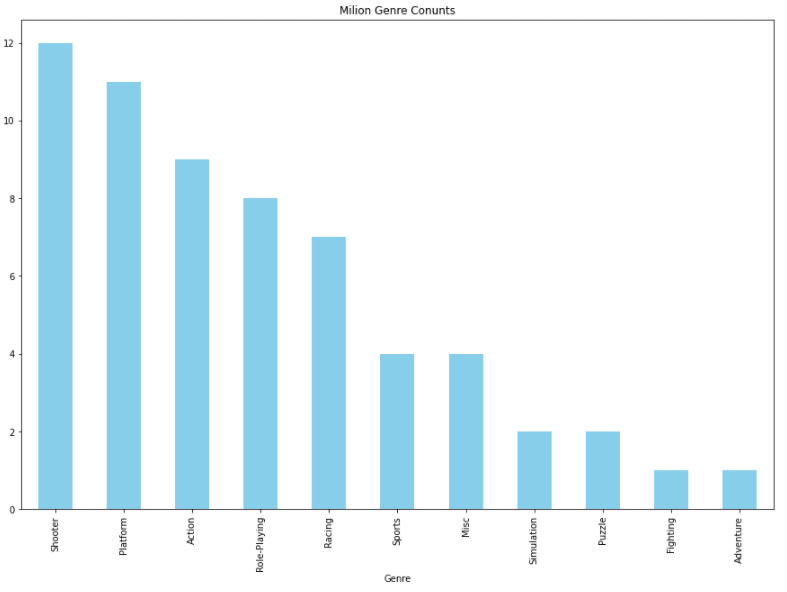 Milion Genre Conunts
12
10
8
6
4
2
0
Shooter
Platform
Action
Role-Playing
Racing
Sports
Misc
Simulation
Puzzle
Fighting
Adventure
Genre